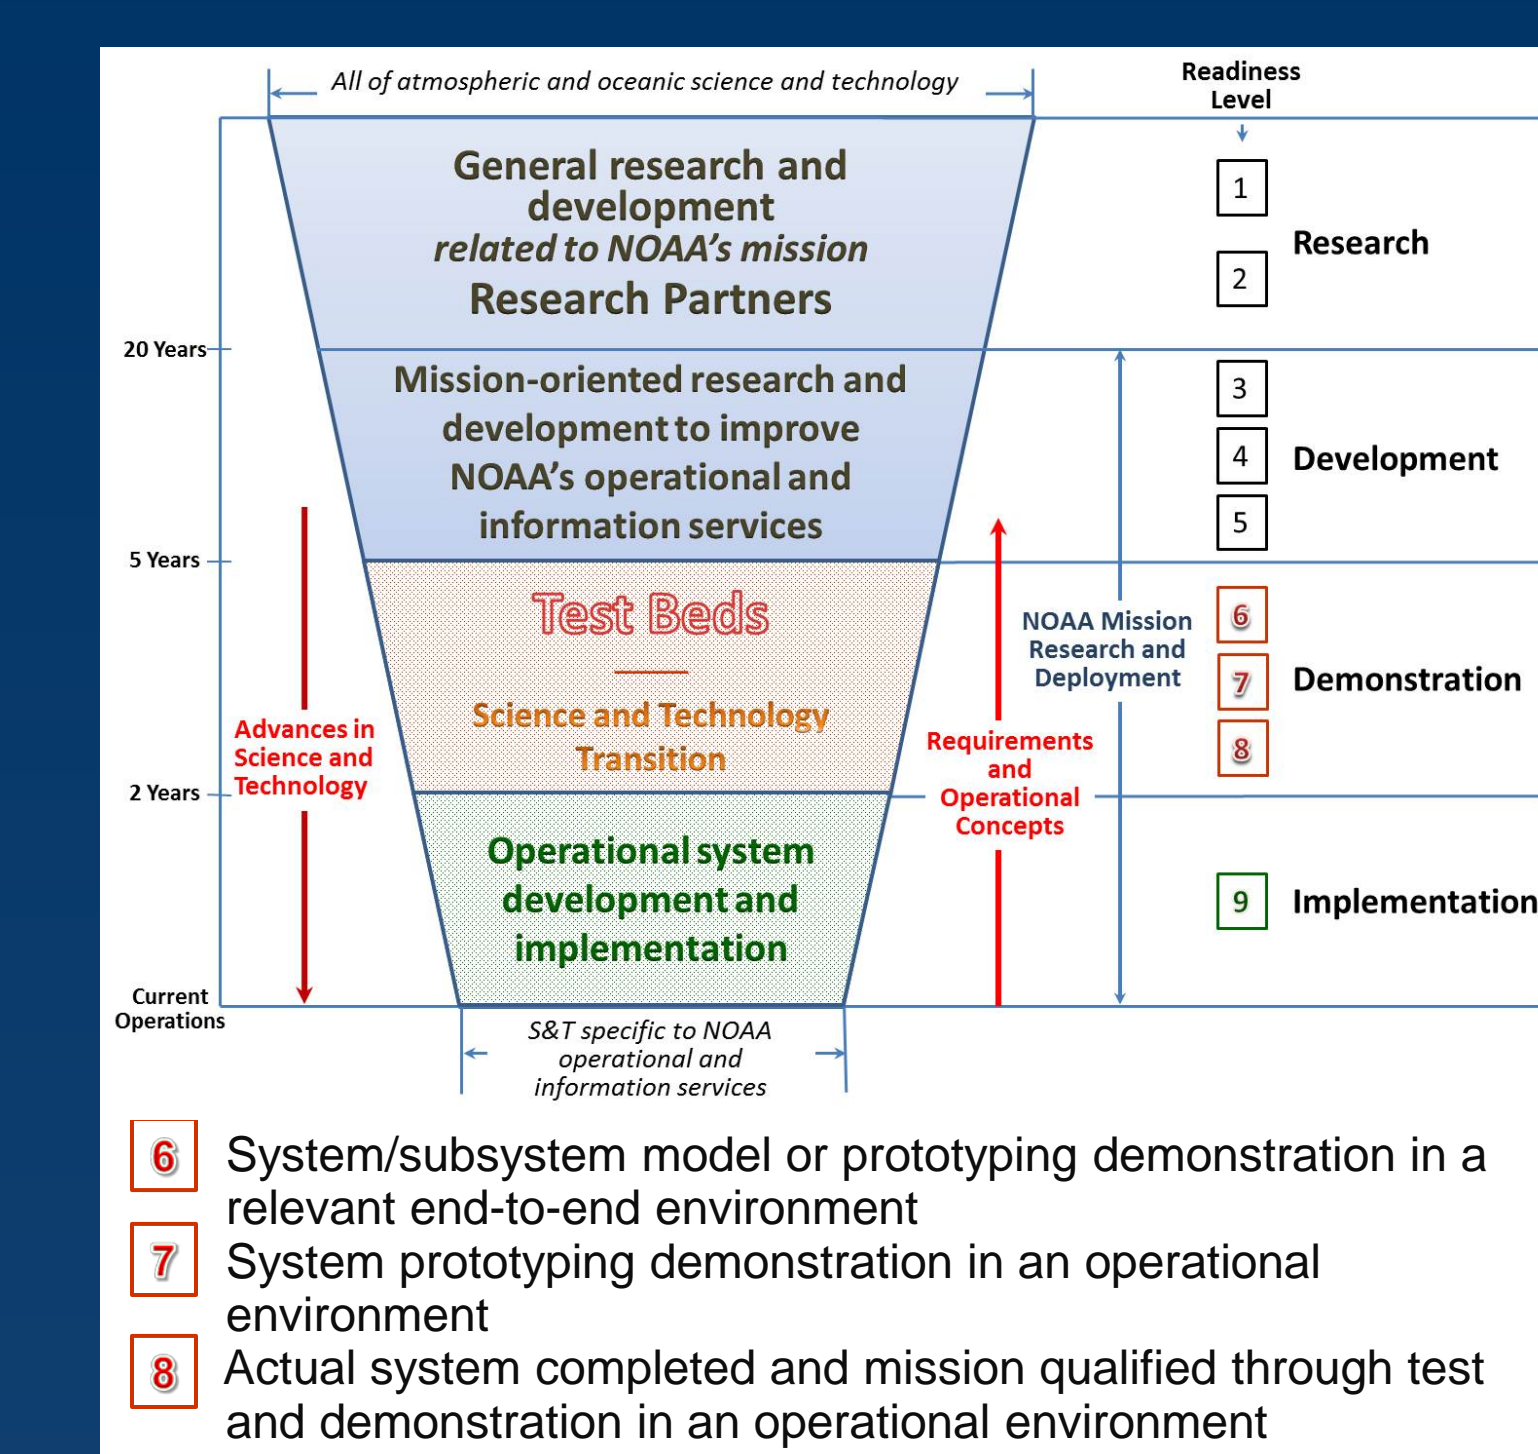 All of atmospheric and oceanic science and technology
Readiness
Level
General research and
development
related to NOAA's mission
Research Partners
1
2
Research
20 Years
Mission-oriented research and
development to improve
NOAA's operational and
information services
3
4
5
Development
5 Years
Test Beds
Science and Technology
Transition
Advances in
Science and
Technology
NOAA Mission
Research and
Deployment
Requirements
and
Operational
Concepts
6
7
8
Demonstration
2 Years
Operational system
development and
implementation
9
Implementation
Current
Operations
S&T specific to NOAA
operational and
information services
6 System/subsystem model or prototyping demonstration in a
relevant end-to-end environment
7 System prototyping demonstration in an operational
environment
8 Actual system completed and mission qualified through test
and demonstration in an operational environment